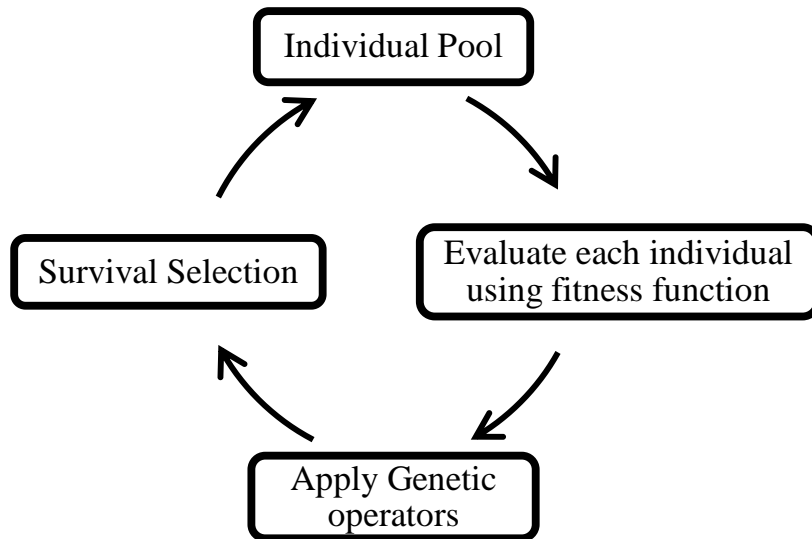 Individual Pool
Survival Selection
Evaluate each individual
using fitness function
Apply Genetic
operators